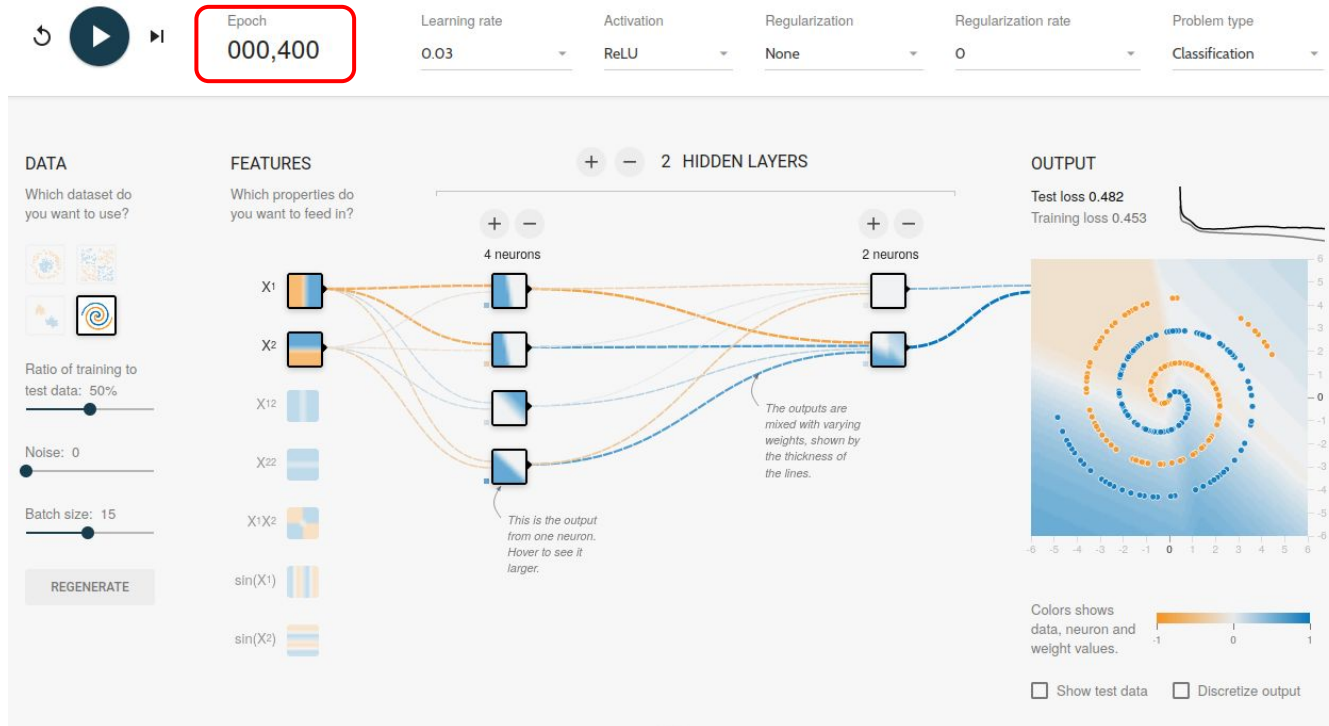 Epoch
000,400
Learning rate
0.03
Activation
ReLU
Regularization
None
Regularization rate
0
Problem type
Classification
DATA
Which dataset do
you want to use?
Ratio of training to
test data: 50%
Noise: 0
Batch size: 15
REGENERATE
FEATURES
Which properties do
you want to feed in?
X1
X2
X12
X22
X1X2
sin(X1)
sin(X2)
+ − 2 HIDDEN LAYERS
+ −
4 neurons
+ −
2 neurons
This is the output
from one neuron.
Hover to see it
larger.
The outputs are
mixed with varying
weights, shown by
the thickness of
the lines.
OUTPUT
Test loss 0.482
Training loss 0.453
6
5
4
3
2
1
0
-1
-2
-3
-4
-5
-6
-6 -5 -4 -3 -2 -1 0 1 2 3 4 5 6
Colors shows
data, neuron and
weight values.
-1 0 1
Show test data
Discretize output